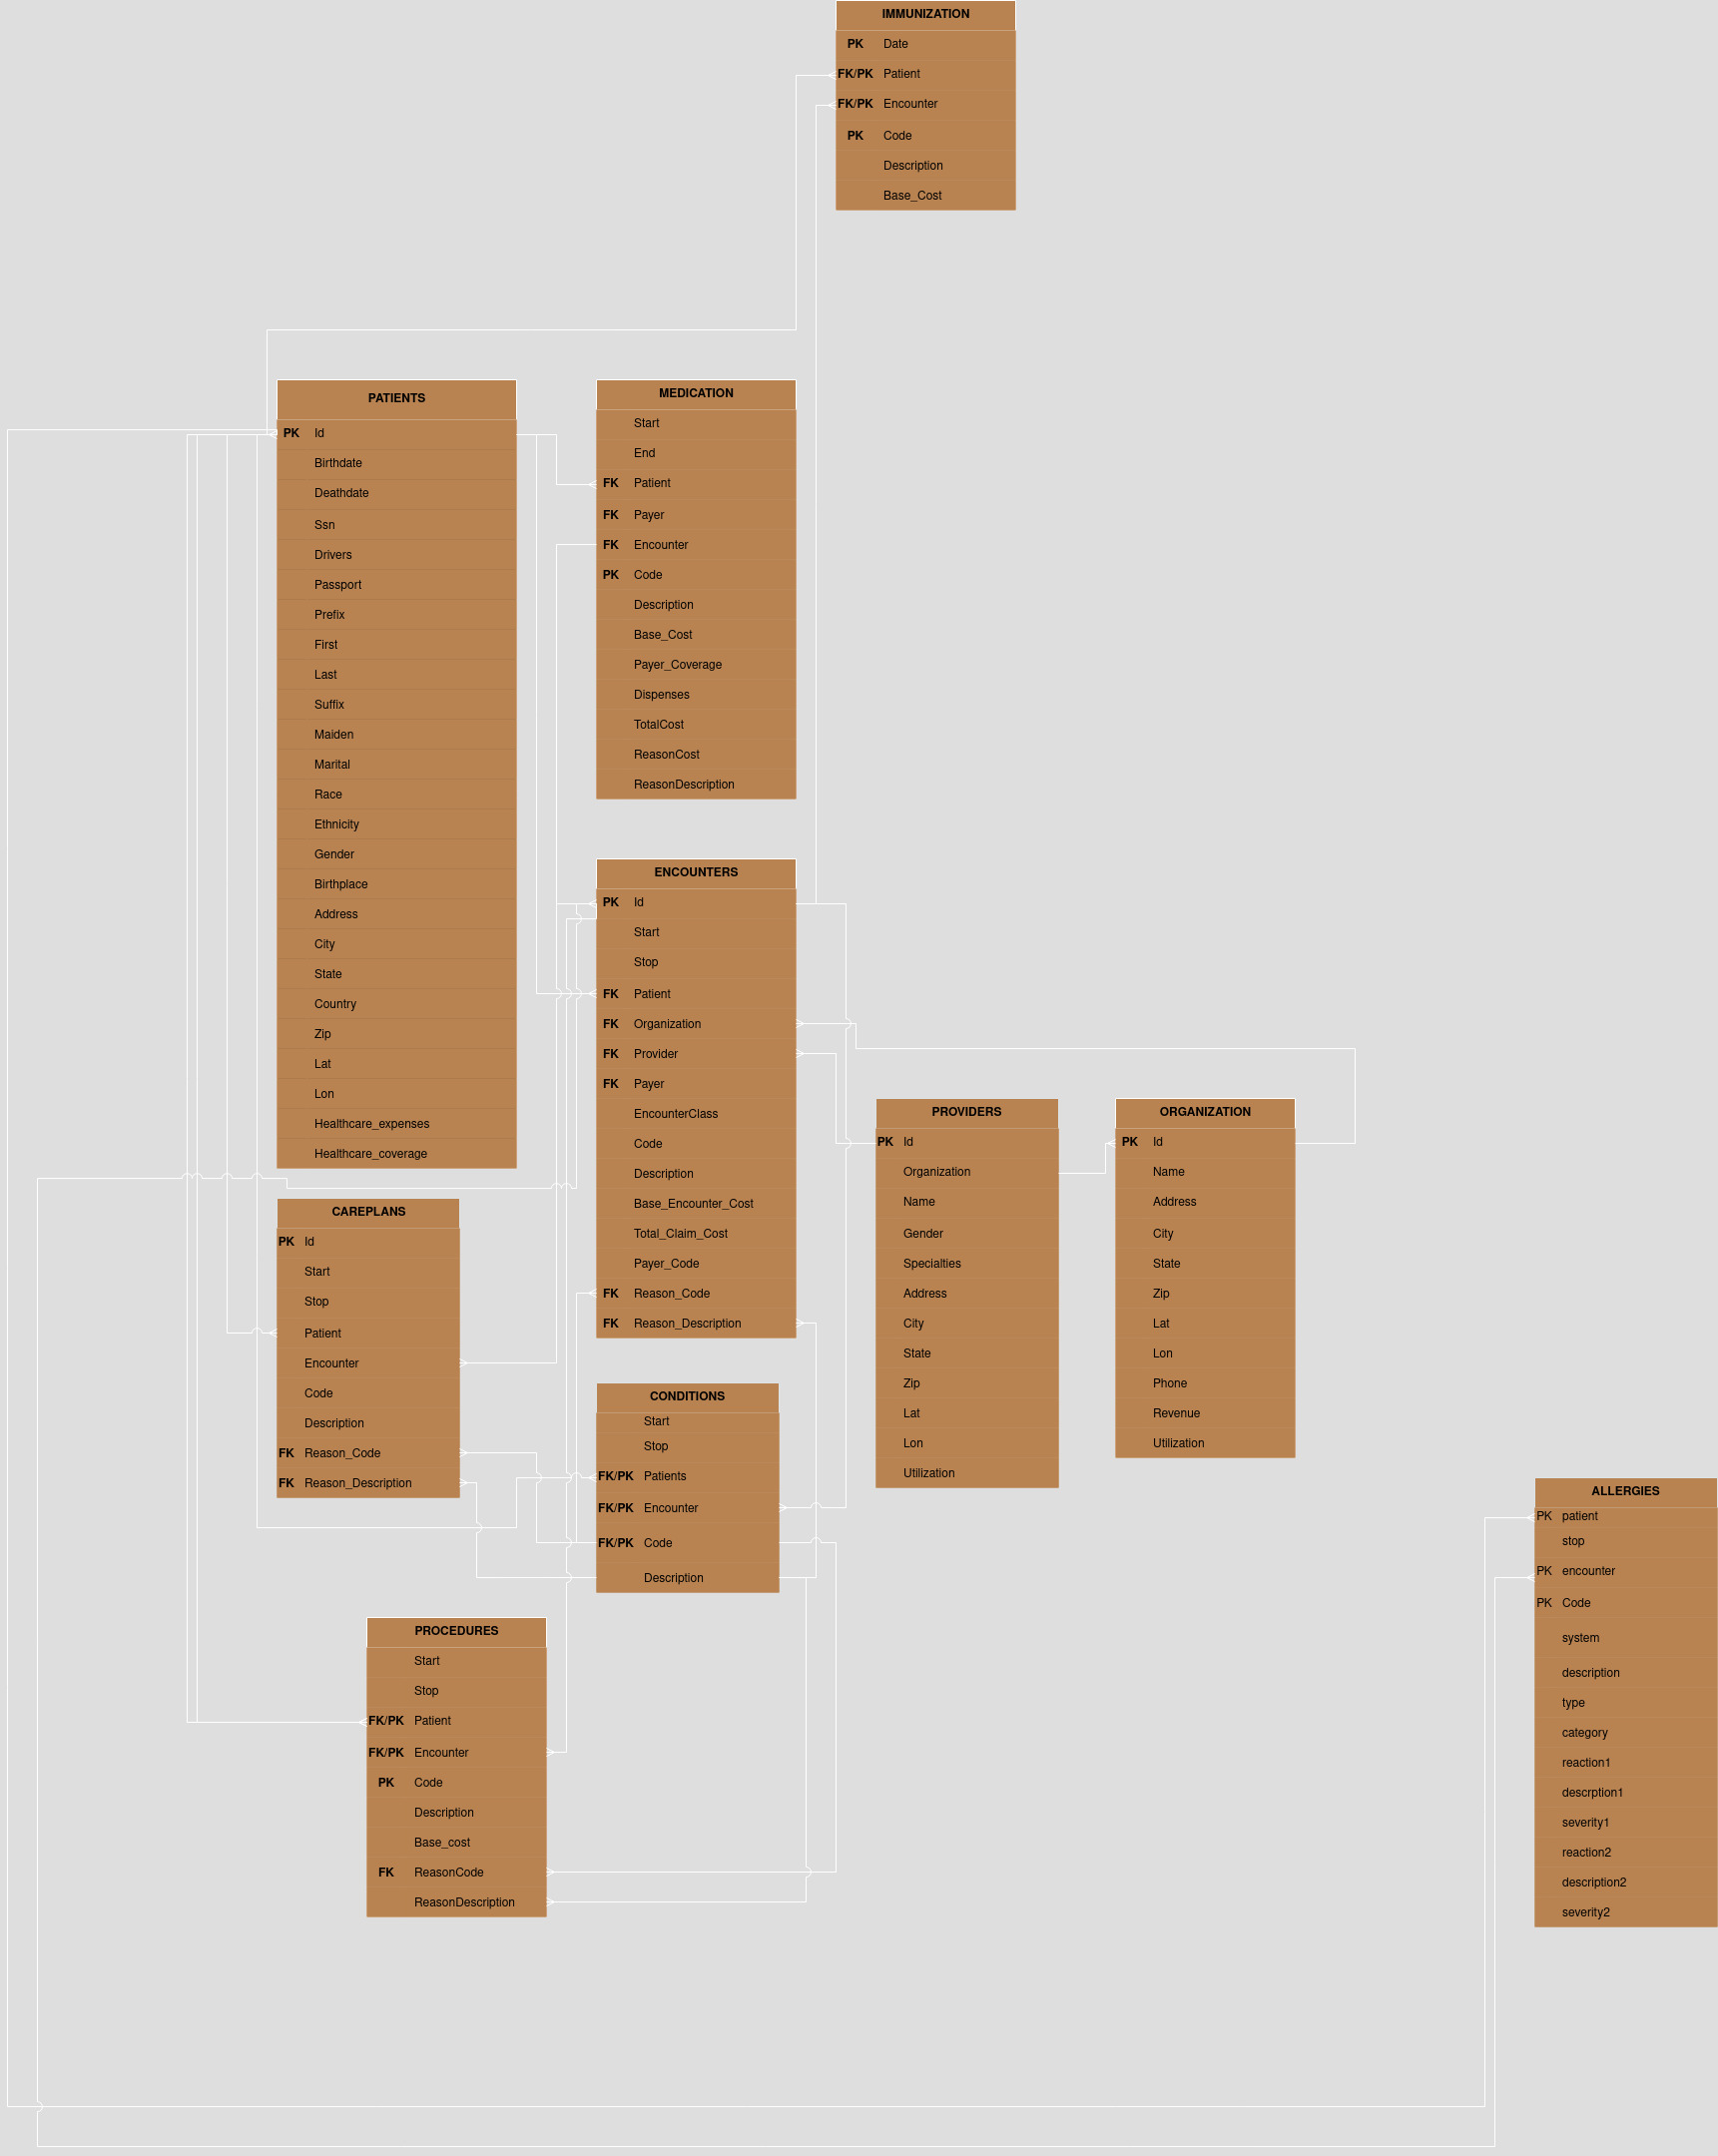 IMMUNIZATION
PK Date
FK/PK Patient
FK/PK Encounter
PK Code
Description
Base_Cost
PATIENTS
PK Id
Birthdate
Deathdate
Ssn
Drivers
Passport
Prefix
First
Last
Suffix
Maiden
Marital
Race
Ethnicity
Gender
Birthplace
Address
City
State
Country
Zip
Lat
Lon
Healthcare_expenses
Healthcare_coverage
MEDICATION
Start
End
FK Patient
FK Payer
FK Encounter
PK Code
Description
Base_Cost
Payer_Coverage
Dispenses
TotalCost
ReasonCost
ReasonDescription
ENCOUNTERS
PK Id
Start
Stop
FK Patient
FK Organization
FK Provider
FK Payer
EncounterClass
Code
Description
Base_Encounter_Cost
Total_Claim_Cost
Payer_Code
FK Reason_Code
FK Reason_Description
PROVIDERS
PK Id
Organization
Name
Gender
Specialties
Address
City
State
Zip
Lat
Lon
Utilization
ORGANIZATION
PK Id
Name
Address
City
State
Zip
Lat
Lon
Phone
Revenue
Utilization
CAREPLANS
PK Id
Start
Stop
Patient
Encounter
Code
Description
FK Reason_Code
FK Reason_Description
CONDITIONS
Start
Stop
FK/PK Patients
FK/PK Encounter
FK/PK Code
Description
ALLERGIES
PK patient
stop
PK encounter
PK Code
system
description
type
category
reaction1
descrption1
severity1
reaction2
description2
severity2
PROCEDURES
Start
Stop
FK/PK Patient
FK/PK Encounter
PK Code
Description
Base_cost
FK ReasonCode
ReasonDescription